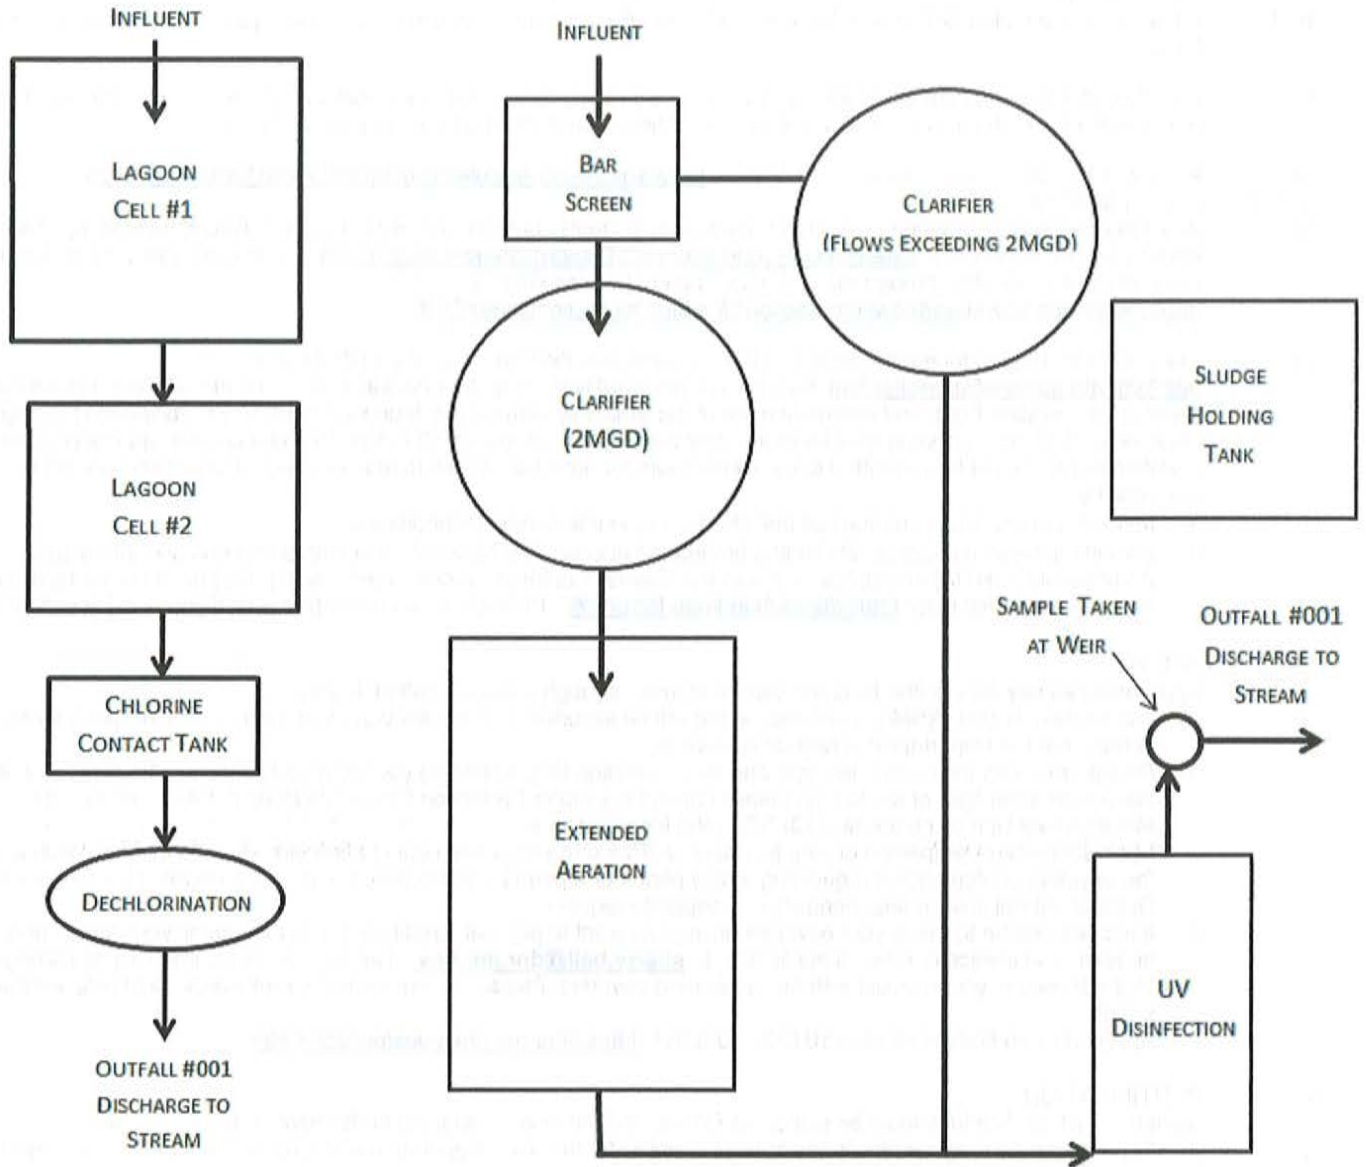 INFLUENT
LAGOON
CELL #1
LAGOON
CELL #2
CHLORINE
CONTACT TANK
DECHLORINATION
OUTFALL #001
DISCHARGE TO
STREAM
INFLUENT
BAR
SCREEN
CLARIFIER
(2MGD)
EXTENDED
AERATION
CLARIFIER
(FLOWS EXCEEDING 2MGD)
SLUDGE
HOLDING
TANK
SAMPLE TAKEN
AT WEIR
OUTFALL #001
DISCHARGE TO
STREAM
UV
DISINFECTION